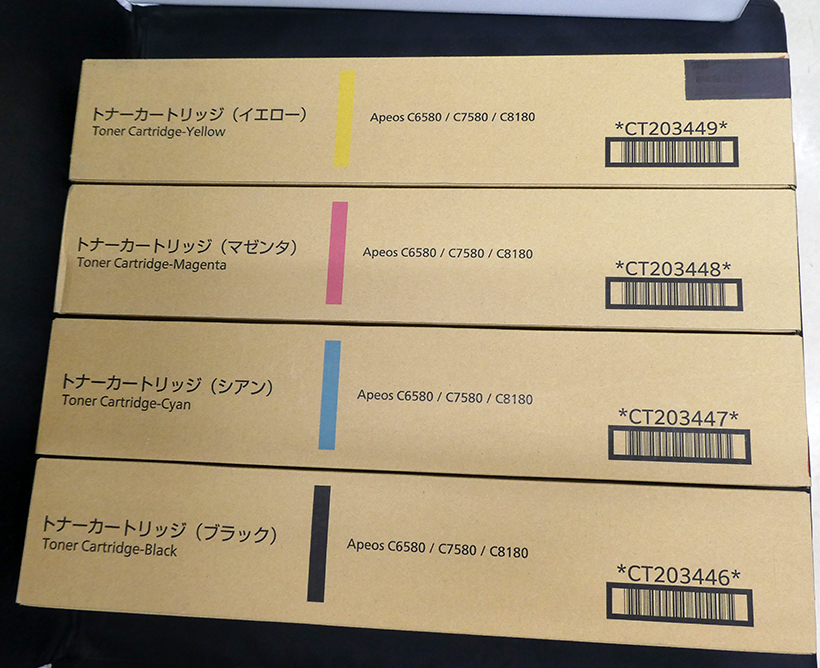 トナーカートリッジ（イエロー）
Toner Cartridge-Yellow
Apeos C6580 / C7580 / C8180
*CT203449*
トナーカートリッジ（マゼンタ）
Toner Cartridge-Magenta
Apeos C6580 / C7580 / C8180
*CT203448*
トナーカートリッジ（シアン）
Toner Cartridge-Cyan
Apeos C6580 / C7580 / C8180
*CT203447*
トナーカートリッジ（ブラック）
Toner Cartridge-Black
Apeos C6580 / C7580 / C8180
*CT203446*